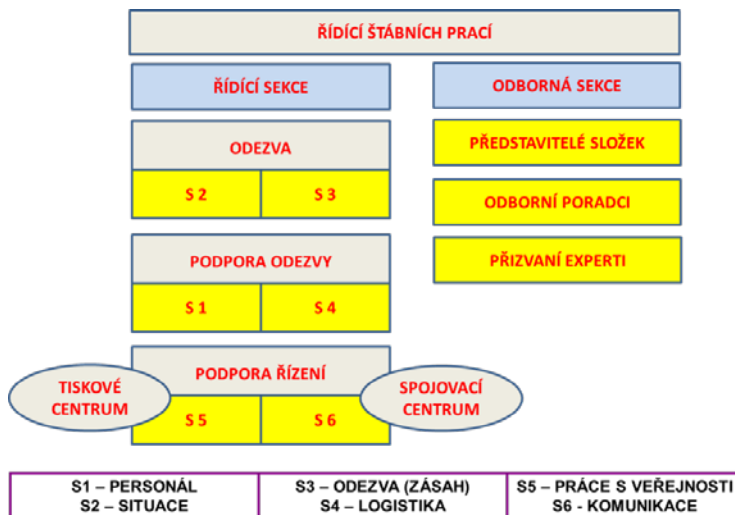 ŘÍDÍCÍ ŠTÁBNÍCH PRACÍ
ŘÍDÍCÍ SEKCE
ODBORNÁ SEKCE
ODEZVA
S 2
S 3
PŘEDSTAVITELÉ SLOŽEK
ODBORNÍ PORADCI
PODPORA ODEZVY
S 1
S 4
PŘIZVANÍ EXPERTI
TISKOVÉ
CENTRUM
PODPORA ŘÍZENÍ
S 5
S 6
SPOJOVACÍ
CENTRUM
S1 – PERSONÁL
S2 – SITUACE
S3 – ODEZVA (ZÁSAH)
S4 – LOGISTIKA
S5 – PRÁCE S VEŘEJNOSTI
S6 - KOMUNIKACE